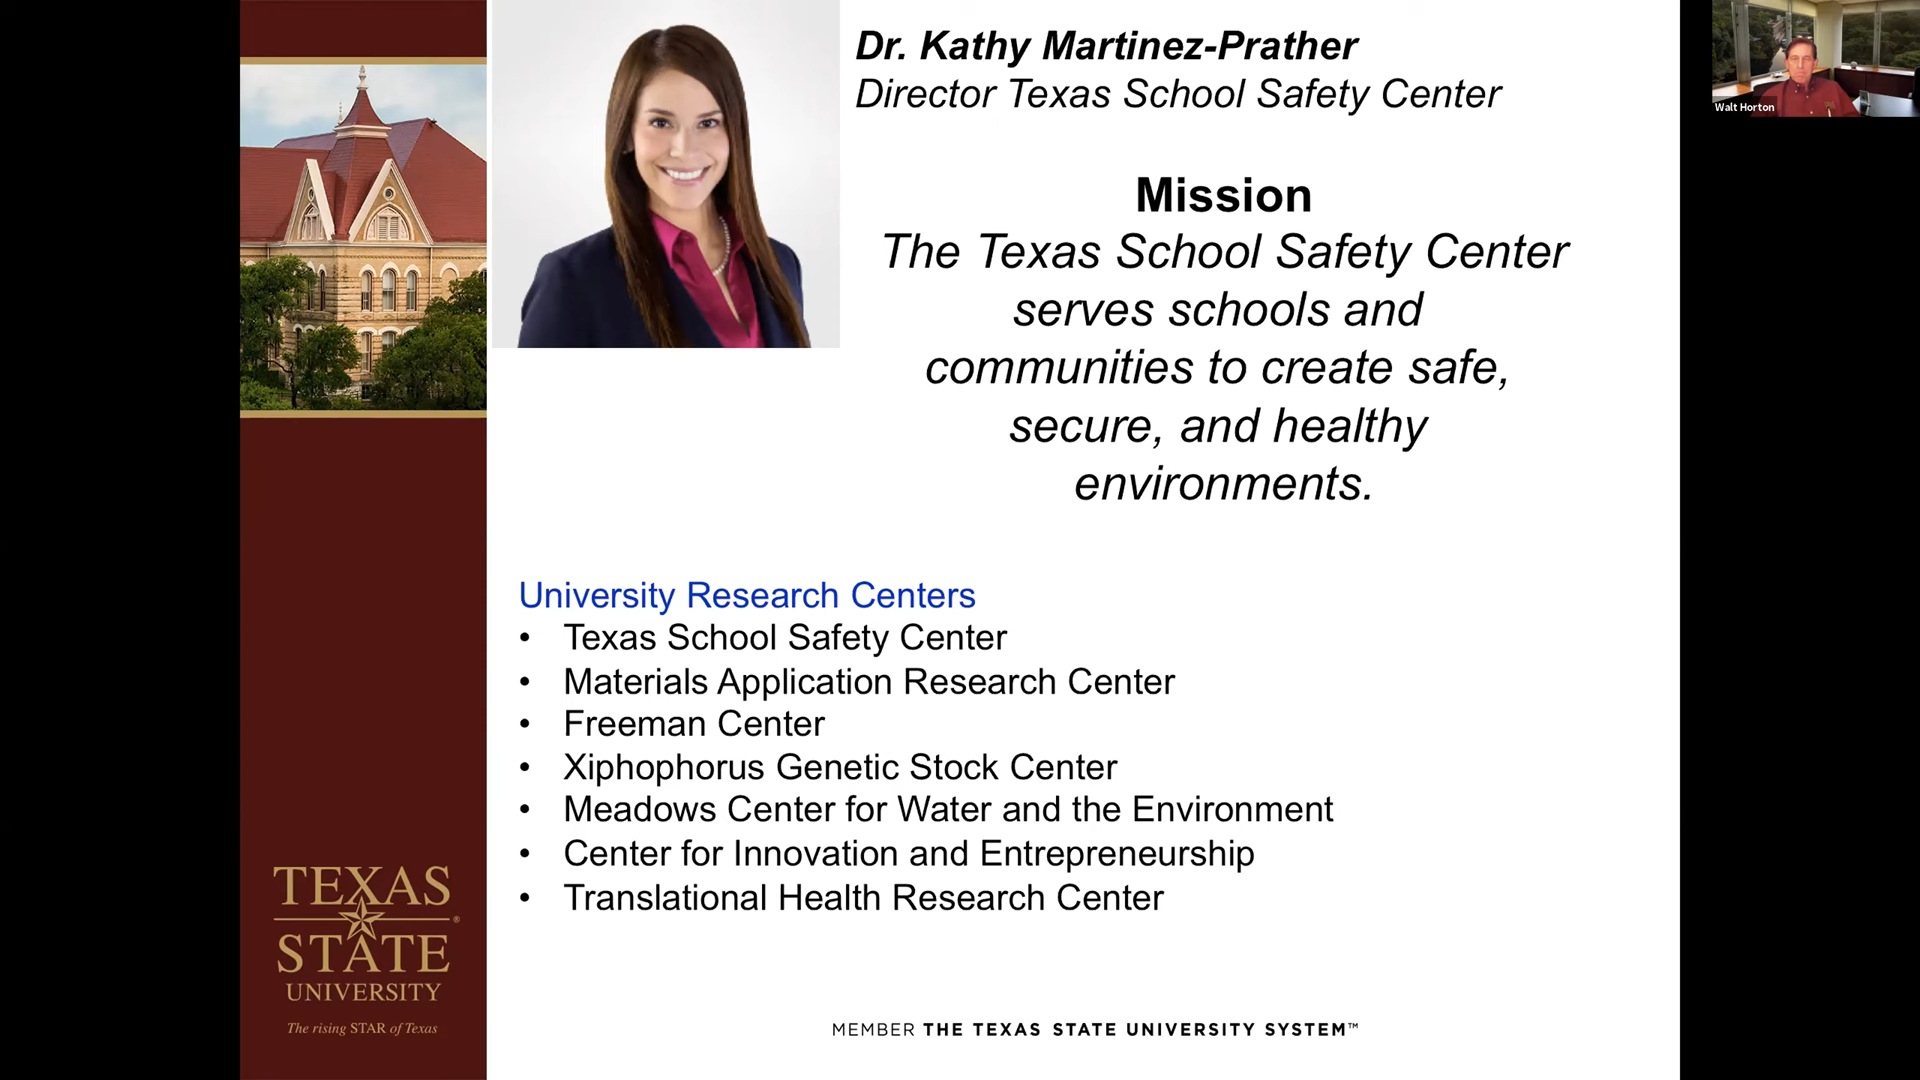 Dr. Kathy Martinez-Prather
Director Texas School Safety Center
Walt Horton
Mission
The Texas School Safety Center
serves schools and
communities to create safe,
secure, and healthy
environments.
University Research Centers
• Texas School Safety Center
• Materials Application Research Center
• Freeman Center
• Xiphophorus Genetic Stock Center
• Meadows Center for Water and the Environment
• Center for Innovation and Entrepreneurship
• Translational Health Research Center
TEXAS
STATE®
UNIVERSITY
The rising STAR of Texas
MEMBER THE TEXAS STATE UNIVERSITY SYSTEM™